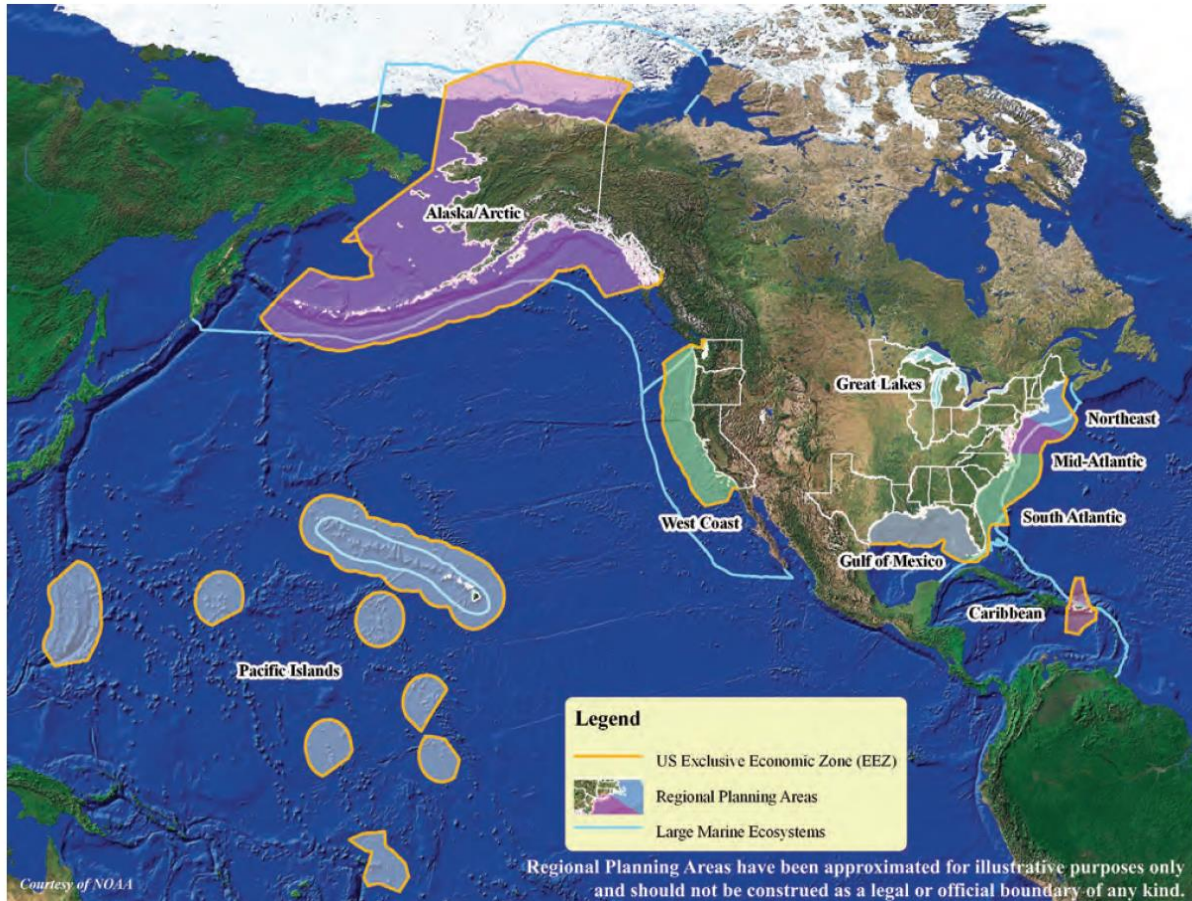 Alaska/Arctic
Great Lakes
Northeast
Mid-Atlantic
West Coast
South Atlantic
Gulf of Mexico
Caribbean
Pacific Islands
Legend
US Exclusive Economic Zone (EEZ)
Regional Planning Areas
Large Marine Ecosystems
Regional Planning Areas have been approximated for illustrative purposes only
and should not be construed as a legal or official boundary of any kind.
Courtesy of NOAA